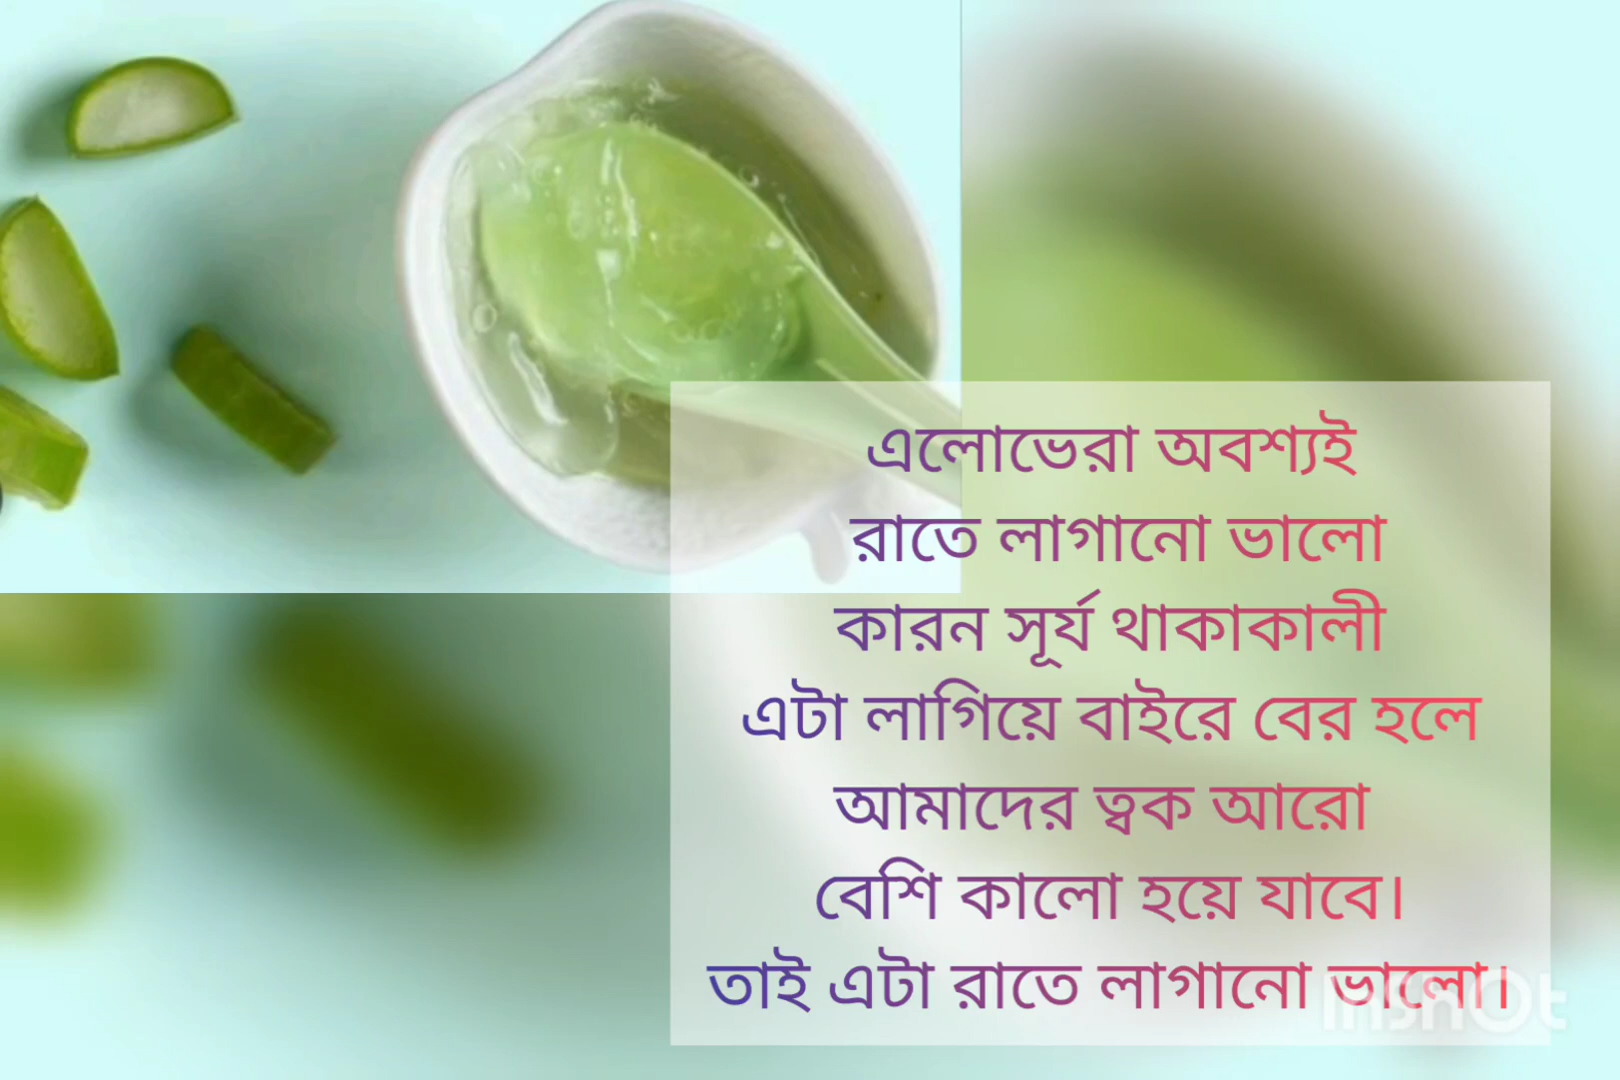 এলোভেরা অবশ্যই
রাতে লাগানো ভালো
কারন সূর্য থাকাকালী
এটা লাগিয়ে বাইরে বের হলে
আমাদের ত্বক আরো
বেশি কালো হয়ে যাবে।
তাই এটা রাতে লাগানো ভালো।